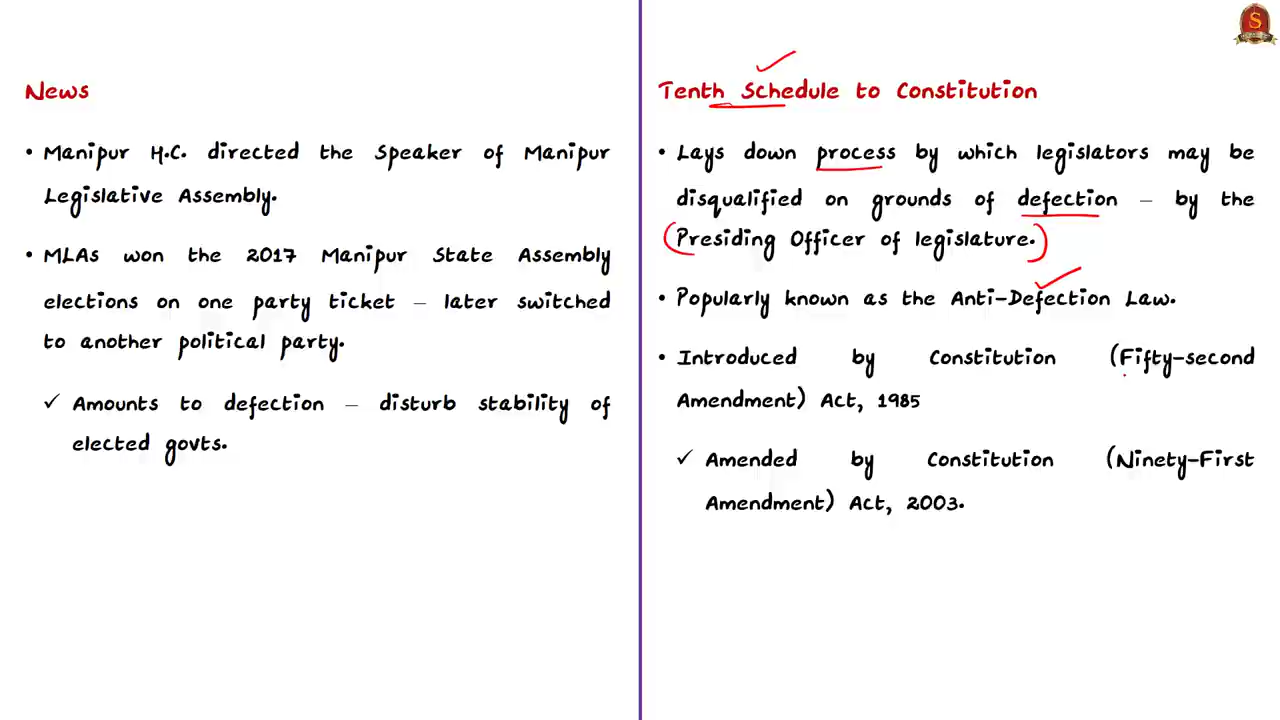 News
• Manipur H.C. directed the Speaker of Manipur
Legislative Assembly.
• MLAs won the 2017 Manipur State Assembly
elections on one party ticket – later switched
to another political party.
✓ Amounts to defection – disturb stability of
elected govts.
Tenth Schedule to Constitution
• Lays down process by which legislators may be
disqualified on grounds of defection – by the
Presiding Officer of legislature.
• Popularly known as the Anti-Defection Law.
• Introduced by Constitution (Fifty-second
Amendment) Act, 1985
✓ Amended by Constitution (Ninety-First
Amendment) Act, 2003.
S